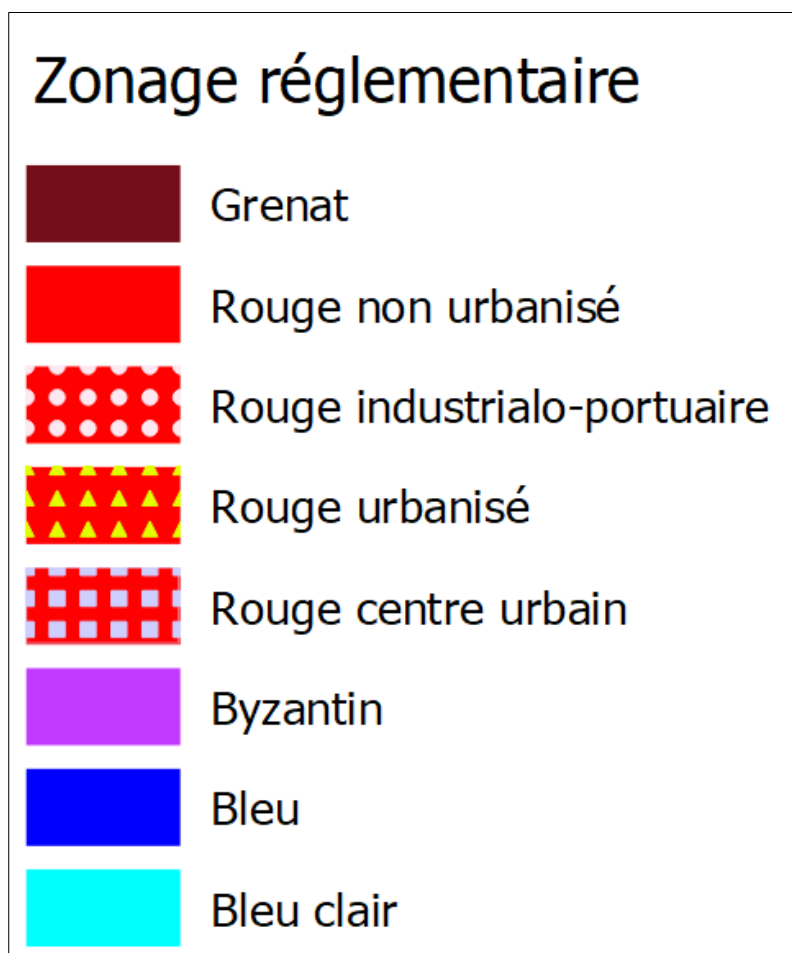 Zonage réglementaire
Grenat
Rouge non urbanisé
Rouge industrialo-portuaire
Rouge urbanisé
Rouge centre urbain
Byzantin
Bleu
Bleu clair